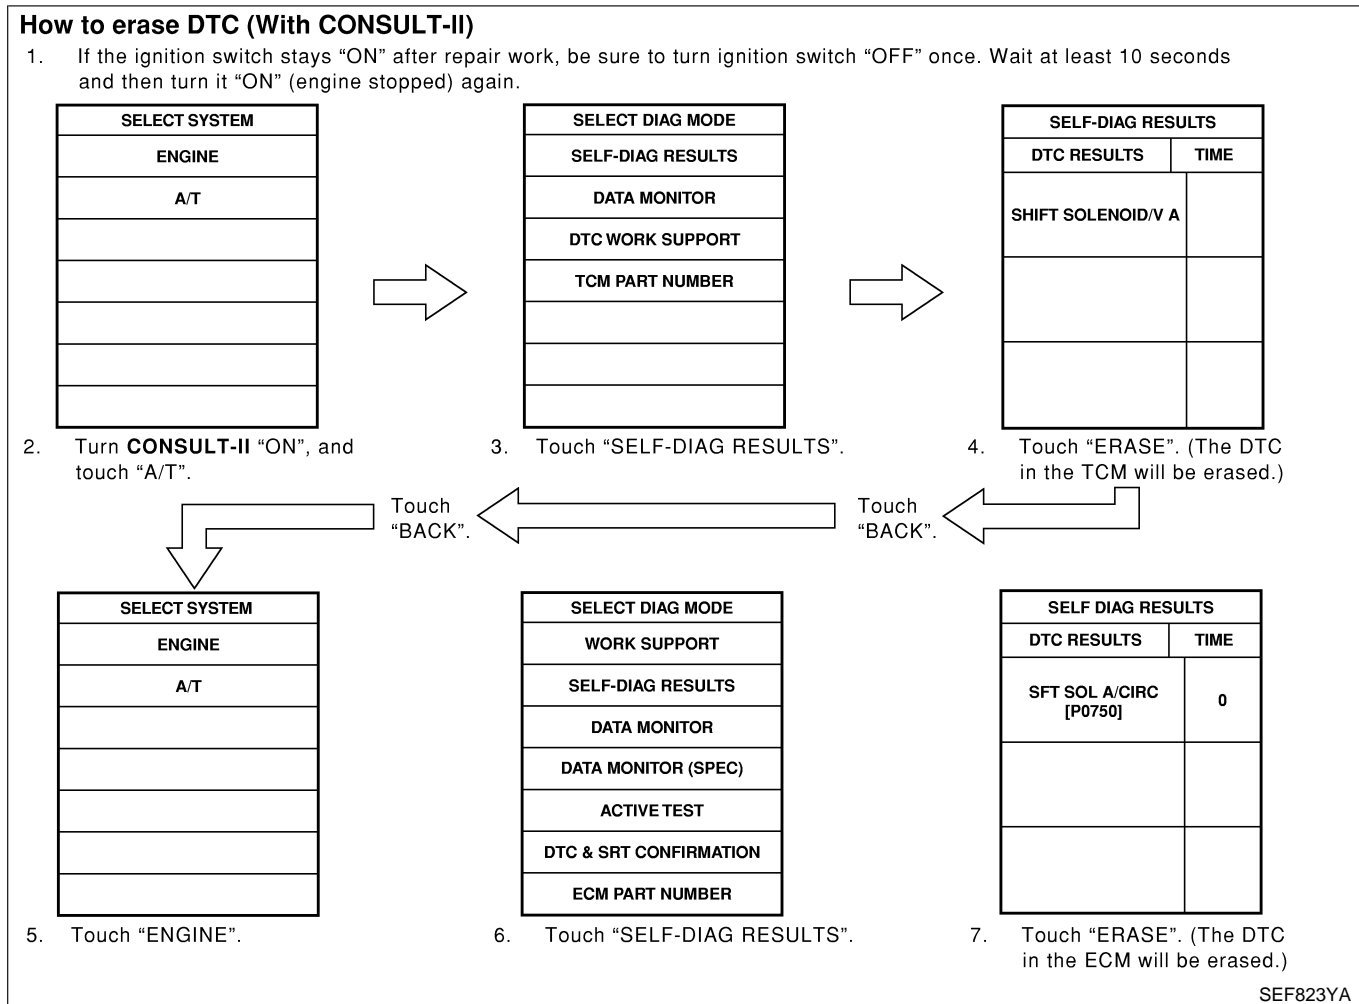 How to erase DTC (With CONSULT-II)
1. If the ignition switch stays “ON” after repair work, be sure to turn ignition switch “OFF” once. Wait at least 10 seconds
and then turn it “ON” (engine stopped) again.
SELECT SYSTEM
ENGINE
A/T
SELECT DIAG MODE
SELF-DIAG RESULTS
DATA MONITOR
DTC WORK SUPPORT
TCM PART NUMBER
SELF-DIAG RESULTS
DTC RESULTS TIME
SHIFT SOLENOID/V A
2. Turn CONSULT-II “ON”, and
touch “A/T”.
3. Touch “SELF-DIAG RESULTS”.
4. Touch “ERASE”. (The DTC
in the TCM will be erased.)
Touch
“BACK”.
Touch
“BACK”.
SELECT SYSTEM
ENGINE
A/T
SELECT DIAG MODE
WORK SUPPORT
SELF-DIAG RESULTS
DATA MONITOR
DATA MONITOR (SPEC)
ACTIVE TEST
DTC & SRT CONFIRMATION
ECM PART NUMBER
SELF DIAG RESULTS
DTC RESULTS TIME
SFT SOL A/CIRC
[P0750]
0
5. Touch “ENGINE”.
6. Touch “SELF-DIAG RESULTS”.
7. Touch “ERASE”. (The DTC
in the ECM will be erased.)
SEF823YA